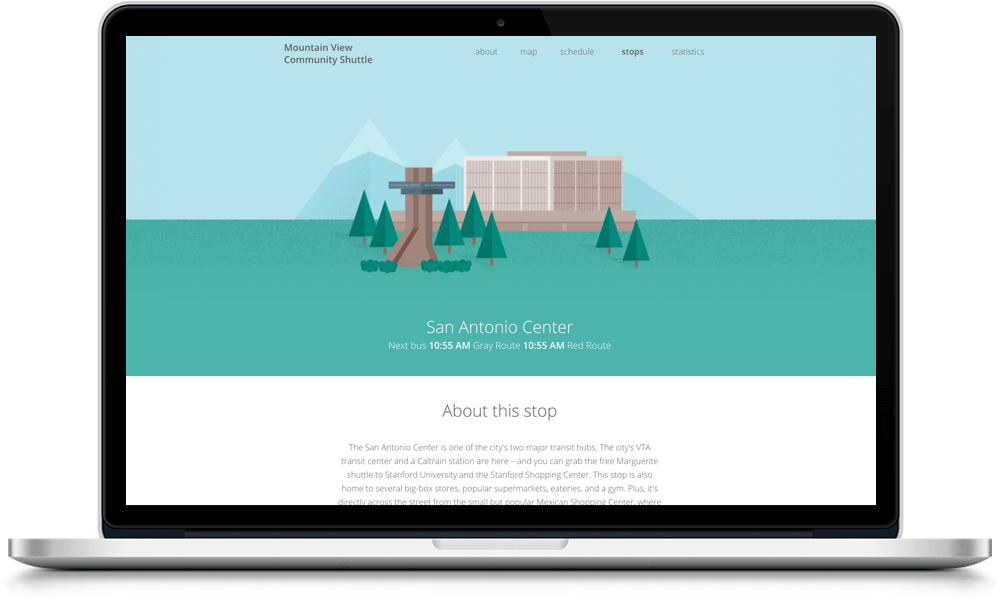 Mountain View
Community Shuttle
about map schedule stops statistics
San Antonio Center
Next bus 10:55 AM Gray Route 10:55 AM Red Route
About this stop
The San Antonio Center is one of the city's two major transit hubs. The city's VTA
transit center and a Caltrain station are here – and you can grab the free Marguerite
shuttle to Stanford University and the Stanford Shopping Center. This stop is also
home to several big-box stores, popular supermarkets, eateries, and a gym. Plus, it's
directly across the street from the small but popular Mexican Shopping Center, where